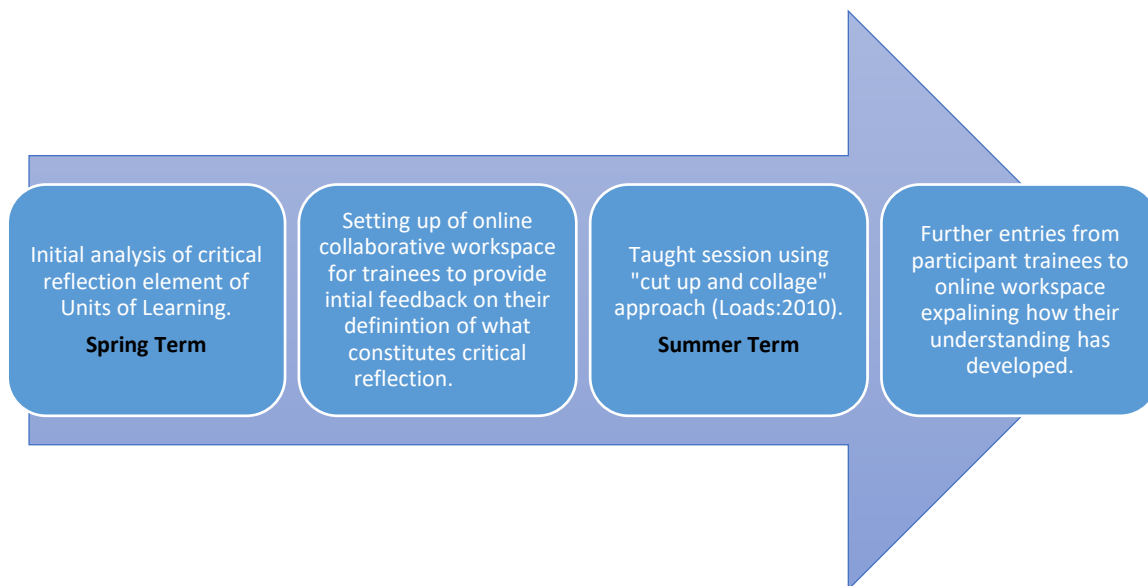 Initial analysis of critical
reflection element of
Units of Learning.
Spring Term
Setting up of online
collaborative workspace
for trainees to provide
intial feedback on their
definintion of what
constitutes critical
reflection.
Taught session using
"cut up and collage"
approach (Loads:2010).
Summer Term
Further entries from
participant trainees to
online workspace
expalining how their
understanding has
developed.